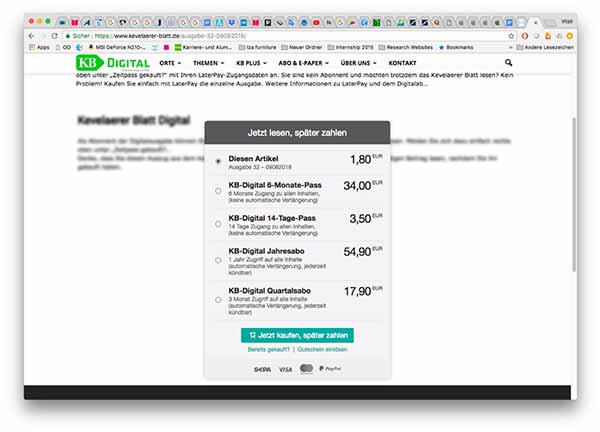 Vitali
Sicher
https://www.kevelaerer-blatt.de/ausgabe-32-09082018/
Apps
GO
MSI GeForce N210-...
Karriere- und Alumn...
Iza furniture
Neuer Ordner
Internship 2016
Research Websites
Bookmarks
Andere Lesezeichen
KB DIGITAL
ORTE
THEMEN
KB PLUS
ABO & E-PAPER
ÜBER UNS
KONTAKT
oben unter „Zeitpass gekauft?" mit Ihren LaterPay-Zugangsdaten an. Sie sind kein Abonnent und möchten trotzdem das Kevelaerer Blatt lesen? Kein
Problem! Kaufen Sie einfach mit LaterPay die einzelne Ausgabe. Weitere Informationen zu LaterPay und dem Digitalab...
Kevelaerer Blatt Digital
Jetzt lesen, später zahlen
Diesen Artikel
1,80 EUR
Ausgabe 32 – 09082018
KB-Digital 6-Monate-Pass
34,00 EUR
6 Monate Zugang zu allen Inhalten,
(keine automatische Verlängerung)
KB-Digital 14-Tage-Pass
3,50 EUR
14 Tage Zugang zu allen Inhalten,
(keine automatische Verlängerung)
KB-Digital Jahresabo
54,90 EUR
1 Jahr Zugriff auf alle Inhalte
(automatische Verlängerung, jederzeit
kündbar)
KB-Digital Quartalsabo
17,90 EUR
3 Monat Zugriff auf alle Inhalte
(automatische Verlängerung, jederzeit
kündbar)
Jetzt kaufen, später zahlen
Bereits gekauft? | Gutschein einlösen
SEPA VISA MasterCard PayPal